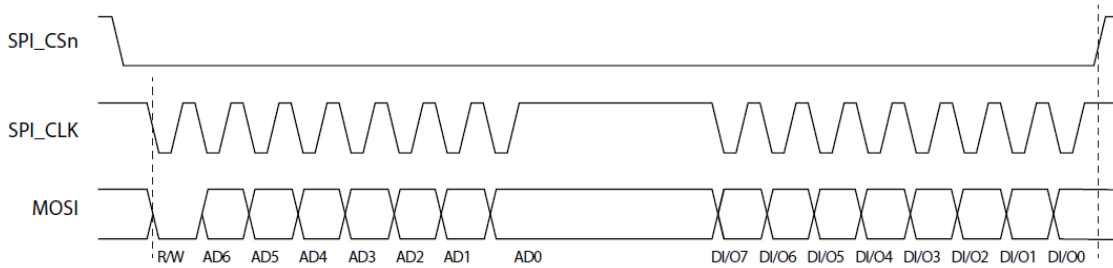 SPI_CSn
SPI_CLK
MOSI
R/W AD6 AD5 AD4 AD3 AD2 AD1 AD0 DI/O7 DI/O6 DI/O5 DI/O4 DI/O3 DI/O2 DI/O1 DI/O0